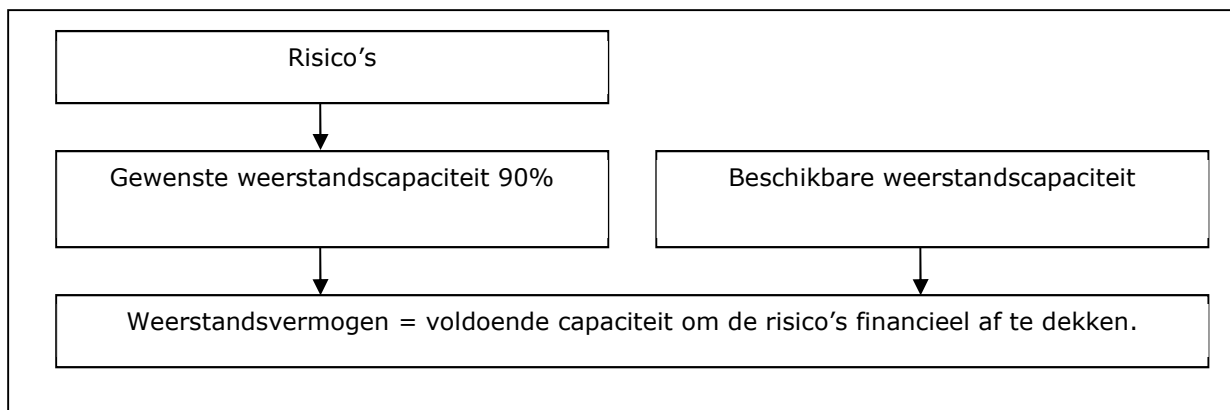 Risico’s
Gewenste weerstandscapaciteit 90%
Beschikbare weerstandscapaciteit
Weerstandsvermogen = voldoende capaciteit om de risico’s financieel af te dekken.